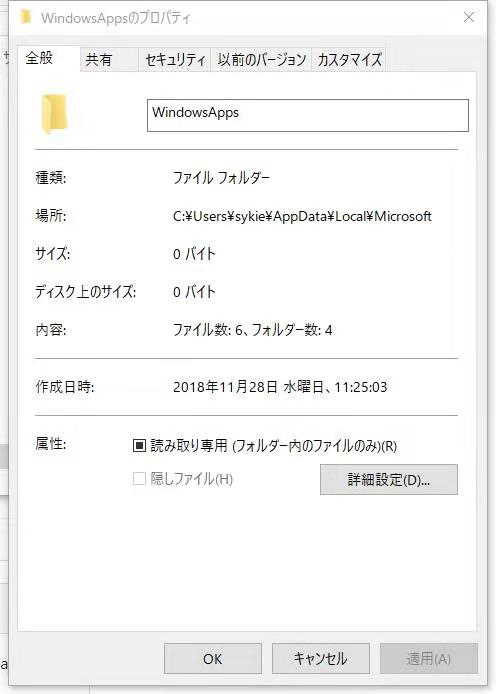 WindowsAppsのプロパティ
全般 共有 セキュリティ 以前のバージョン カスタマイズ
WindowsApps
種類: ファイル フォルダー
場所: C:¥Users¥sykie¥AppData¥Local¥Microsoft
サイズ: 0 バイト
ディスク上のサイズ: 0 バイト
内容: ファイル数: 6、フォルダー数: 4
作成日時: 2018年11月28日 水曜日、11:25:03
属性: 読み取り専用 (フォルダー内のファイルのみ)(R)
隠しファイル(H) 詳細設定(D)...
OK キャンセル 適用(A)